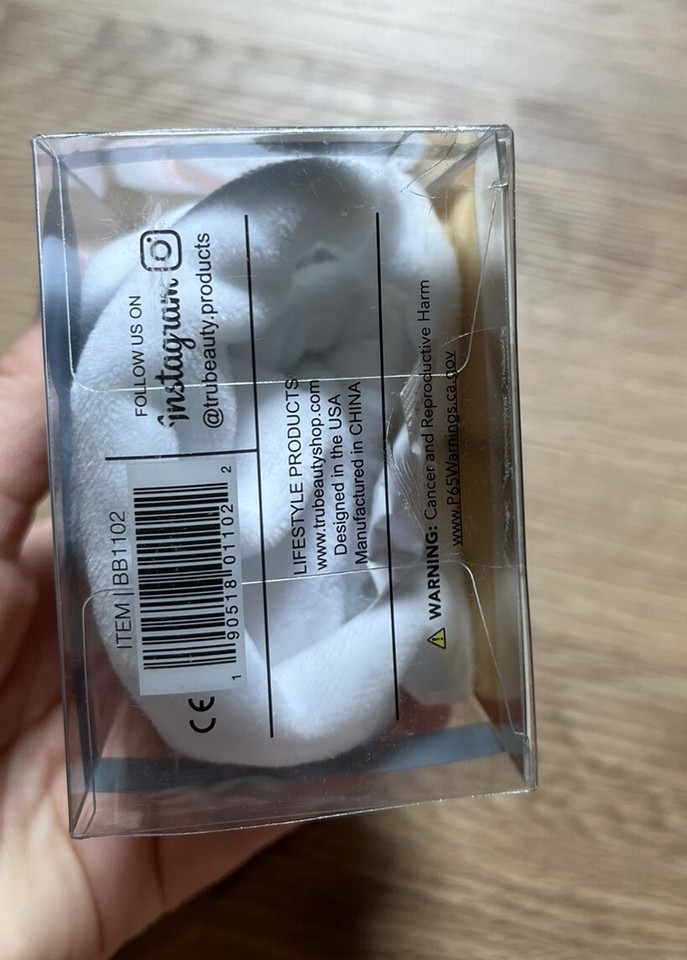 FOLLOW US ON
Instagram
@trubeauty.products
ITEM | BB1102
1 90518 01102 2
CE
LIFESTYLE PRODUCTS
www.trubeautyshop.com
Designed in the USA
Manufactured in CHINA
WARNING: Cancer and Reproductive Harm
www.P65Warnings.ca.gov